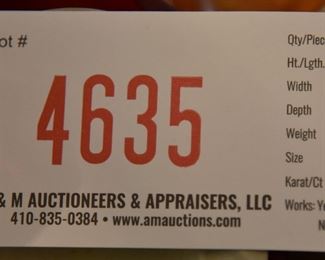 ot #
4635
& M AUCTIONEERS & APPRAISERS, LLC
410-835-0384 • www.amauctions.com
Qty/Piec
Ht./Lgth.
Width
Depth
Weight
Size
Karat/Ct
Works: Ye
N